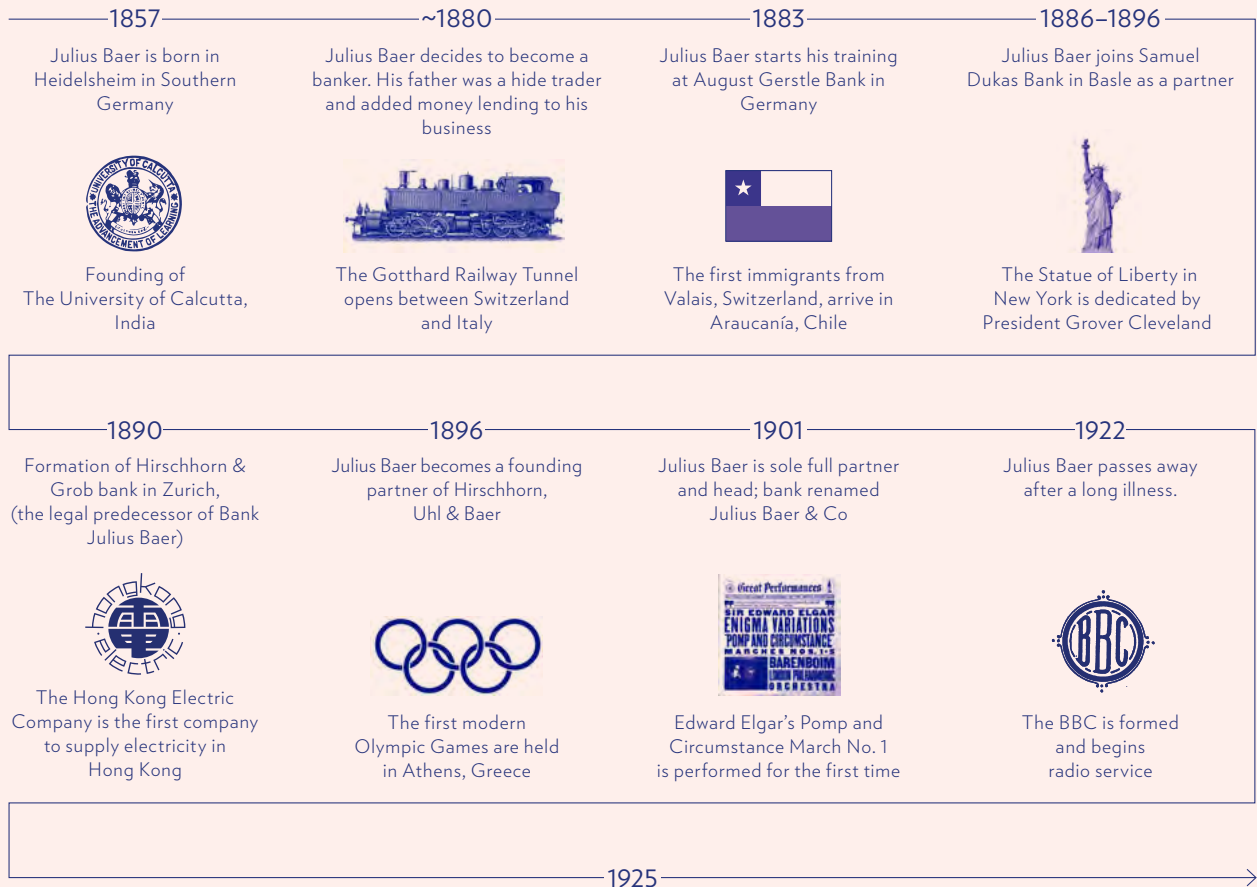 1857
Julius Baer is born in
Heidelsheim in Southern
Germany
UNIVERSITY OF CALCUTTA
THE ADVANCEMENT OF LEARNING
Founding of
The University of Calcutta,
India
~1880
Julius Baer decides to become a
banker. His father was a hide trader
and added money lending to his
business
The Gotthard Railway Tunnel
opens between Switzerland
and Italy
1883
Julius Baer starts his training
at August Gerstle Bank in
Germany
The first immigrants from
Valais, Switzerland, arrive in
Araucanía, Chile
1886–1896
Julius Baer joins Samuel
Dukas Bank in Basle as a partner
The Statue of Liberty in
New York is dedicated by
President Grover Cleveland
1890
Formation of Hirschhorn &
Grob bank in Zurich,
(the legal predecessor of Bank
Julius Baer)
hongkong
electric
The Hong Kong Electric
Company is the first company
to supply electricity in
Hong Kong
1896
Julius Baer becomes a founding
partner of Hirschhorn,
Uhl & Baer
The first modern
Olympic Games are held
in Athens, Greece
1901
Julius Baer is sole full partner
and head; bank renamed
Julius Baer & Co
Great Performances
SIR EDWARD ELGAR
ENIGMA VARIATIONS
POMP AND CIRCUMSTANCE
MARCHES NOS. 1-5
BARENBOIM
LONDON PHILHARMONIC
ORCHESTRA
Edward Elgar's Pomp and
Circumstance March No. 1
is performed for the first time
1922
Julius Baer passes away
after a long illness.
BBC
The BBC is formed
and begins
radio service
1925